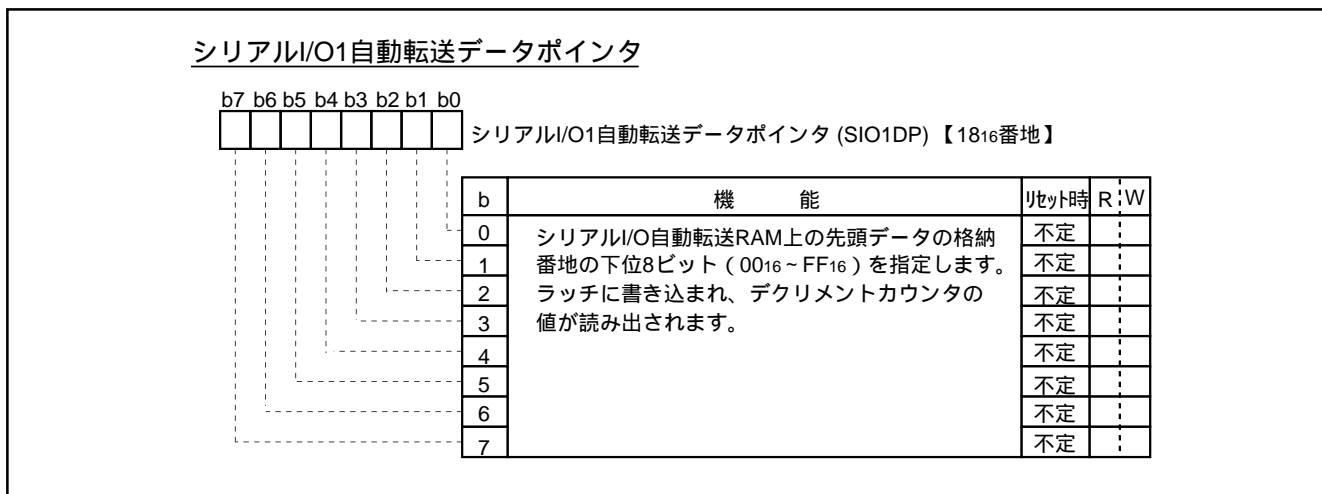 シリアルI/O1自動転送データポインタ
b7 b6 b5 b4 b3 b2 b1 b0
シリアルI/O1自動転送データポインタ (SIO1DP) 【1816番地】
b 機 能 リセット時 R W
0 シリアルI/O自動転送RAM上の先頭データの格納 不定
1 番地の下位8ビット（0016~FF16）を指定します。 不定
2 ラッチに書き込まれ、デクリメントカウンタの 不定
3 値が読み出されます。 不定
4 不定
5 不定
6 不定
7 不定